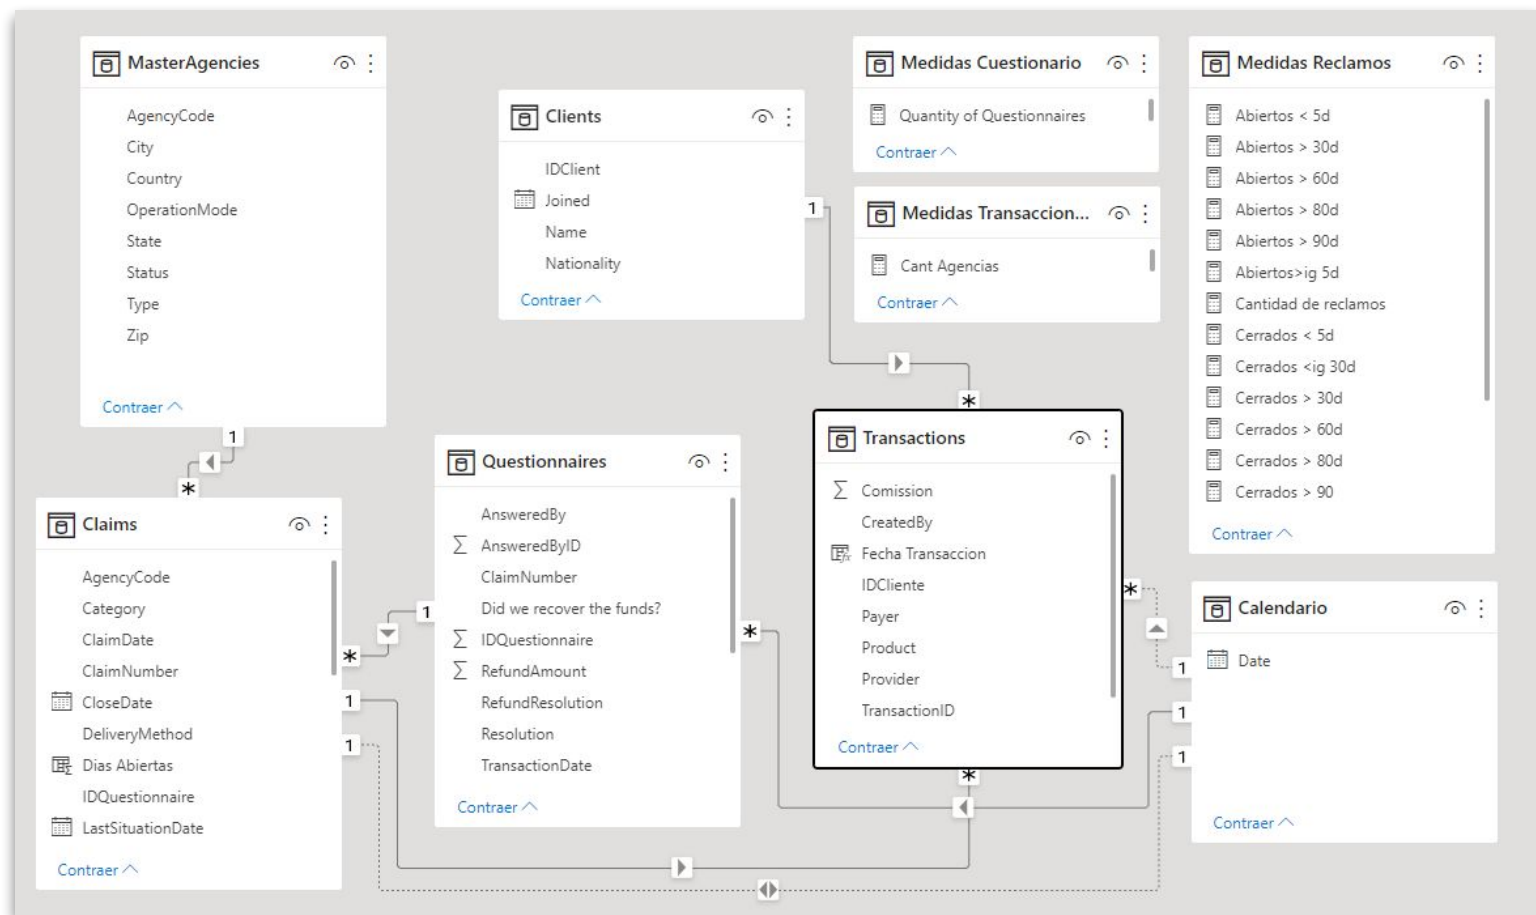 MasterAgencies
AgencyCode
City
Country
OperationMode
State
Status
Type
Zip
Contraer
1
*
Clients
IDClient
Joined
Name
Nationality
Contraer
1
*
Medidas Cuestionario
Quantity of Questionnaires
Contraer
Medidas Transaccion...
Cant Agencias
Contraer
Medidas Reclamos
Abiertos < 5d
Abiertos > 30d
Abiertos > 60d
Abiertos > 80d
Abiertos > 90d
Abiertos>ig 5d
Cantidad de reclamos
Cerrados < 5d
Cerrados <ig 30d
Cerrados > 30d
Cerrados > 60d
Cerrados > 80d
Cerrados > 90
Contraer
Claims
AgencyCode
Category
ClaimDate
ClaimNumber
CloseDate
DeliveryMethod
Dias Abiertas
IDQuestionnaire
LastSituationDate
Contraer
*
1
1
1
Questionnaires
AnsweredBy
AnsweredByID
ClaimNumber
Did we recover the funds?
IDQuestionnaire
RefundAmount
RefundResolution
Resolution
TransactionDate
Contraer
*
Transactions
Comission
CreatedBy
Fecha Transaccion
IDCliente
Payer
Product
Provider
TransactionID
Contraer
*
*
Calendario
Date
Contraer
1
1
1